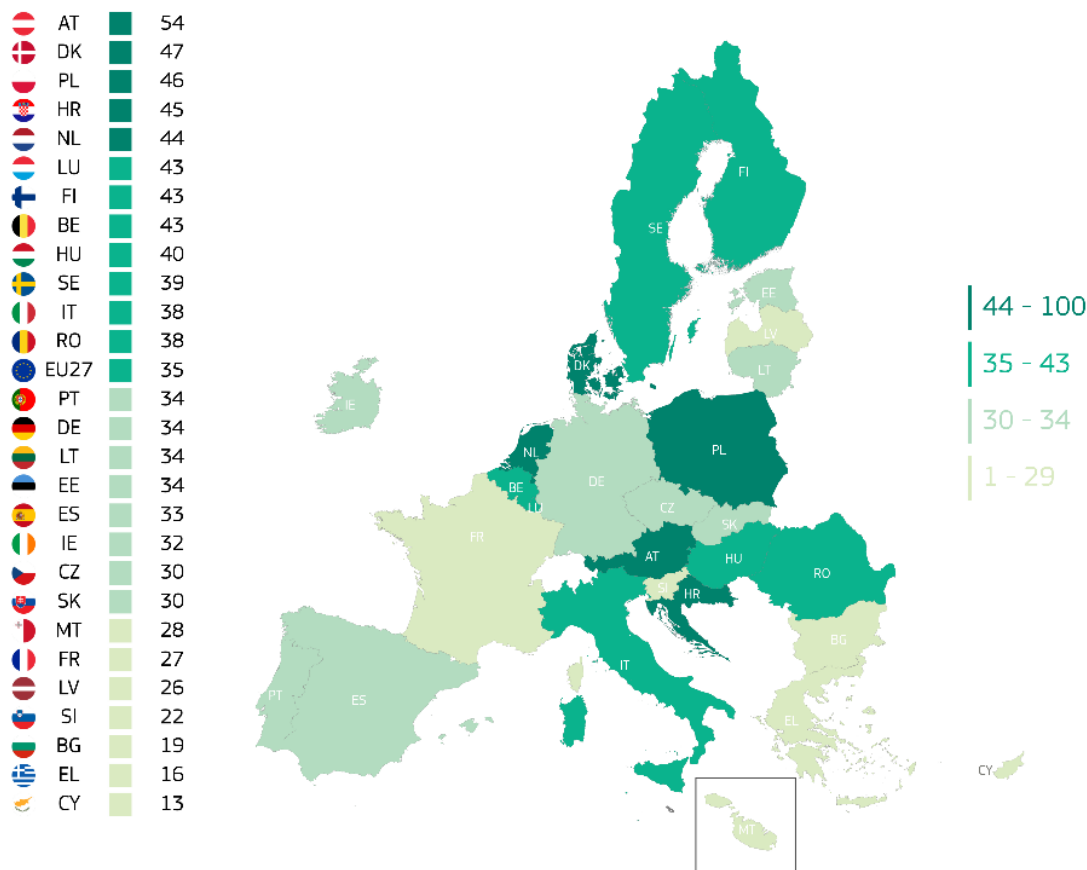 AT 54
DK 47
PL 46
HR 45
NL 44
LU 43
FI 43
BE 43
HU 40
SE 39
IT 38
RO 38
EU27 35
PT 34
DE 34
LT 34
EE 34
ES 33
IE 32
CZ 30
SK 30
MT 28
FR 27
LV 26
SI 22
BG 19
EL 16
CY 13
FI
SE
EE
LV
LT
DK
IE
NL
PL
BE
DE
LU
CZ
SK
FR
AT
HU
RO
SI
HR
BG
IT
PT
ES
EL
CY
MT
44 - 100
35 - 43
30 - 34
1 - 29